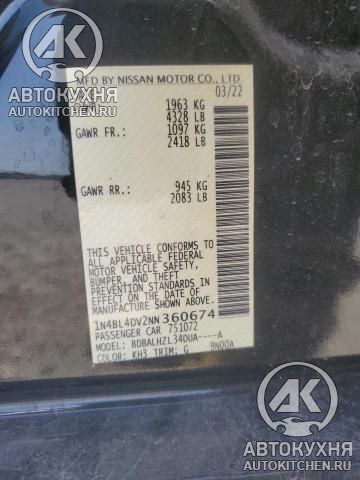 MFD BY NISSAN MOTOR CO., LTD
03/22
1963 KG
4328 LB
GAWR FR: 1097 KG
2418 LB
GAWR RR: 945 KG
2083 LB
THIS VEHICLE CONFORMS TO
ALL APPLICABLE FEDERAL
MOTOR VEHICLE SAFETY,
BUMPER, AND THEFT
PREVENTION STANDARDS IN
EFFECT ON THE DATE OF
MANUFACTURE SHOWN ABOVE.
1N4BL4DV2NN360674
PASSENGER CAR 751072
MODEL: BDBALHZL34DUA----A
COLOR: KH3 TRIM: G 9N00A
АВТОКУХНЯ
AUTOKITCHEN.RU
АВТОКУХНЯ
AUTOKITCHEN.RU
АВТОКУХНЯ
AUTOKITCHEN.RU